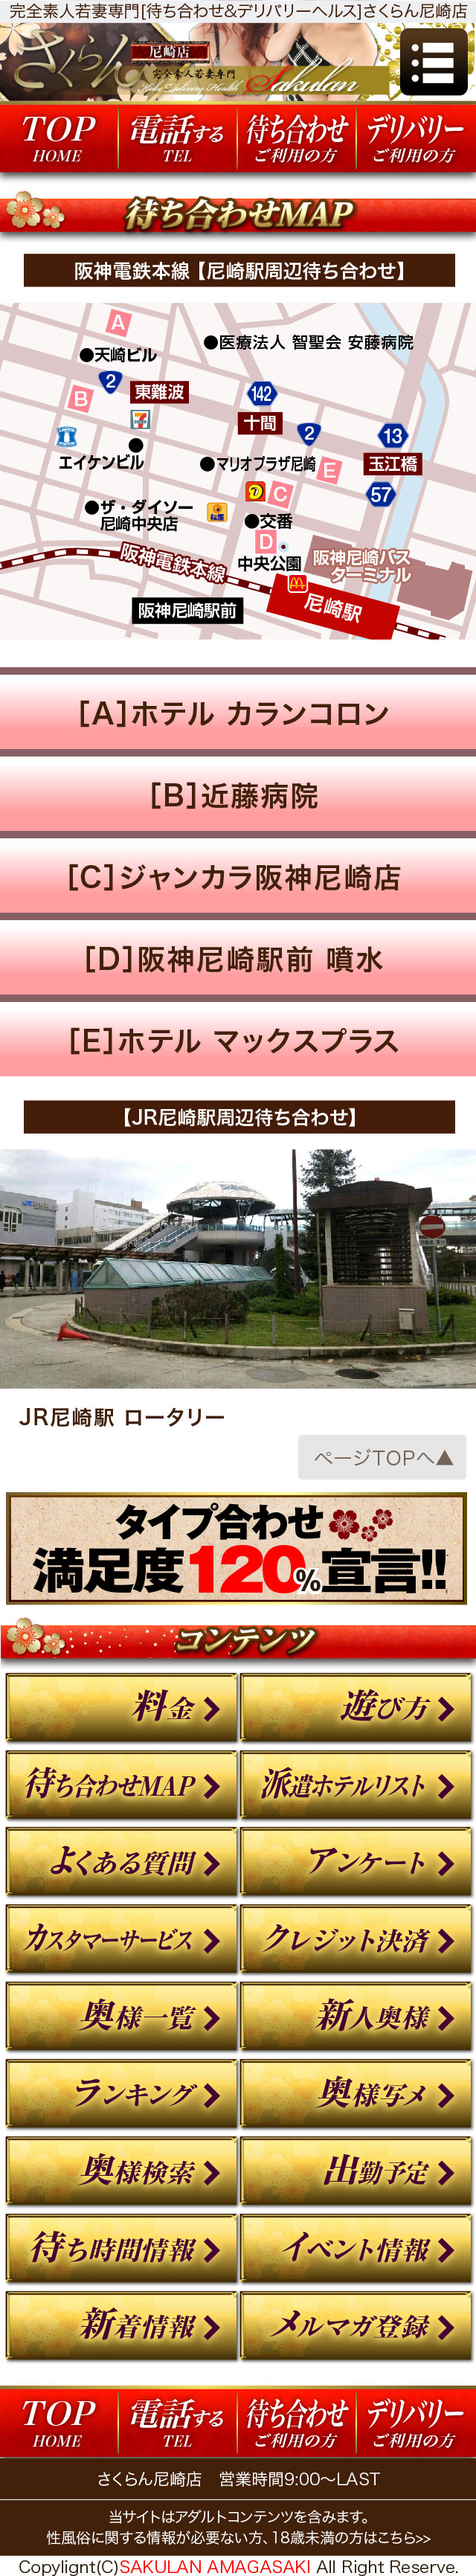 完全素人若妻専門[待ち合わせ&デリバリーヘルス]さくらん尼崎店
さくらん 尼崎店
完全素人若妻専門
Kobe Delivery Health Sakulan
TOP 電話する 待ち合わせ デリバリー
HOME TEL ご利用の方 ご利用の方
待ち合わせMAP
阪神電鉄本線【尼崎駅周辺待ち合わせ】
A
●医療法人 智聖会 安藤病院
●天崎ビル
2
東難波
142
B
十間
2
13
エイケンビル
●マリオプラザ尼崎
E
玉江橋
C
57
●ザ・ダイソー
尼崎中央店
松屋
●交番
D
中央公園
阪神電鉄本線
阪神尼崎バス
ターミナル
阪神尼崎駅前
尼崎駅
[A]ホテル カランコロン
[B]近藤病院
[C]ジャンカラ阪神尼崎店
[D]阪神尼崎駅前 噴水
[E]ホテル マックスプラス
【JR尼崎駅周辺待ち合わせ】
JR尼崎駅 ロータリー
ページTOPへ▲
タイプ合わせ
満足度120%宣言!!
コンテンツ
料金 遊び方
待ち合わせMAP 派遣ホテルリスト
よくある質問 アンケート
カスタマーサービス クレジット決済
奥様一覧 新人奥様
ランキング 奥様写メ
奥様検索 出勤予定
待ち時間情報 イベント情報
新着情報 メルマガ登録
TOP 電話する 待ち合わせ デリバリー
HOME TEL ご利用の方 ご利用の方
さくらん尼崎店 営業時間9:00〜LAST
当サイトはアダルトコンテンツを含みます。
性風俗に関する情報が必要ない方、18歳未満の方はこちら>>
Copylignt(C)SAKULAN AMAGASAKI All Right Reserve.